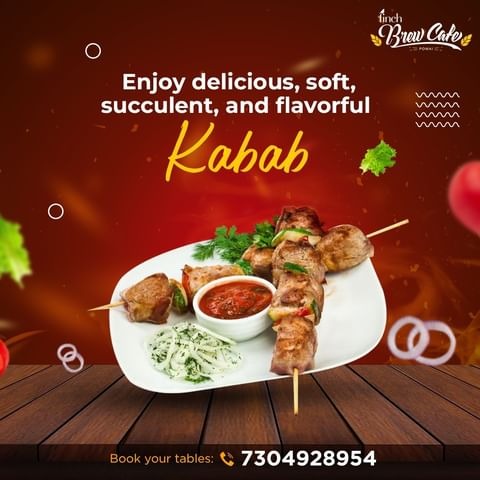 finch
Brew Cafe
POWAI
Enjoy delicious, soft,
succulent, and flavorful
Kabab
Book your tables: 7304928954